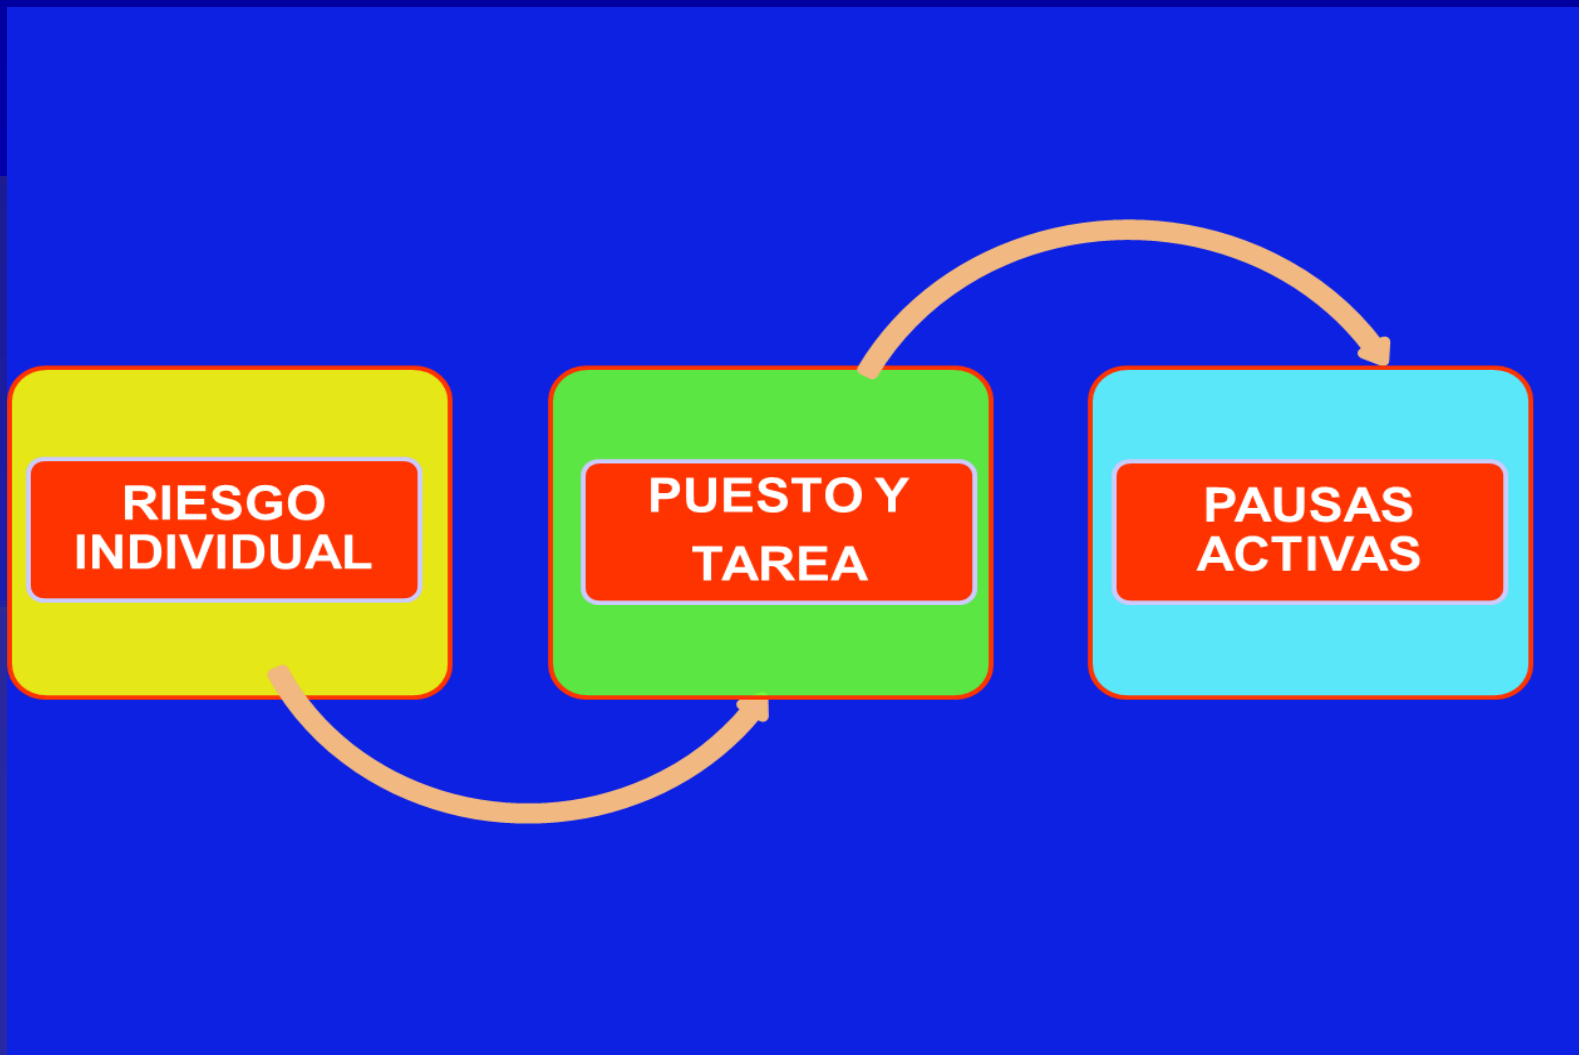 RIESGO
INDIVIDUAL
PUESTO Y
TAREA
PAUSAS
ACTIVAS